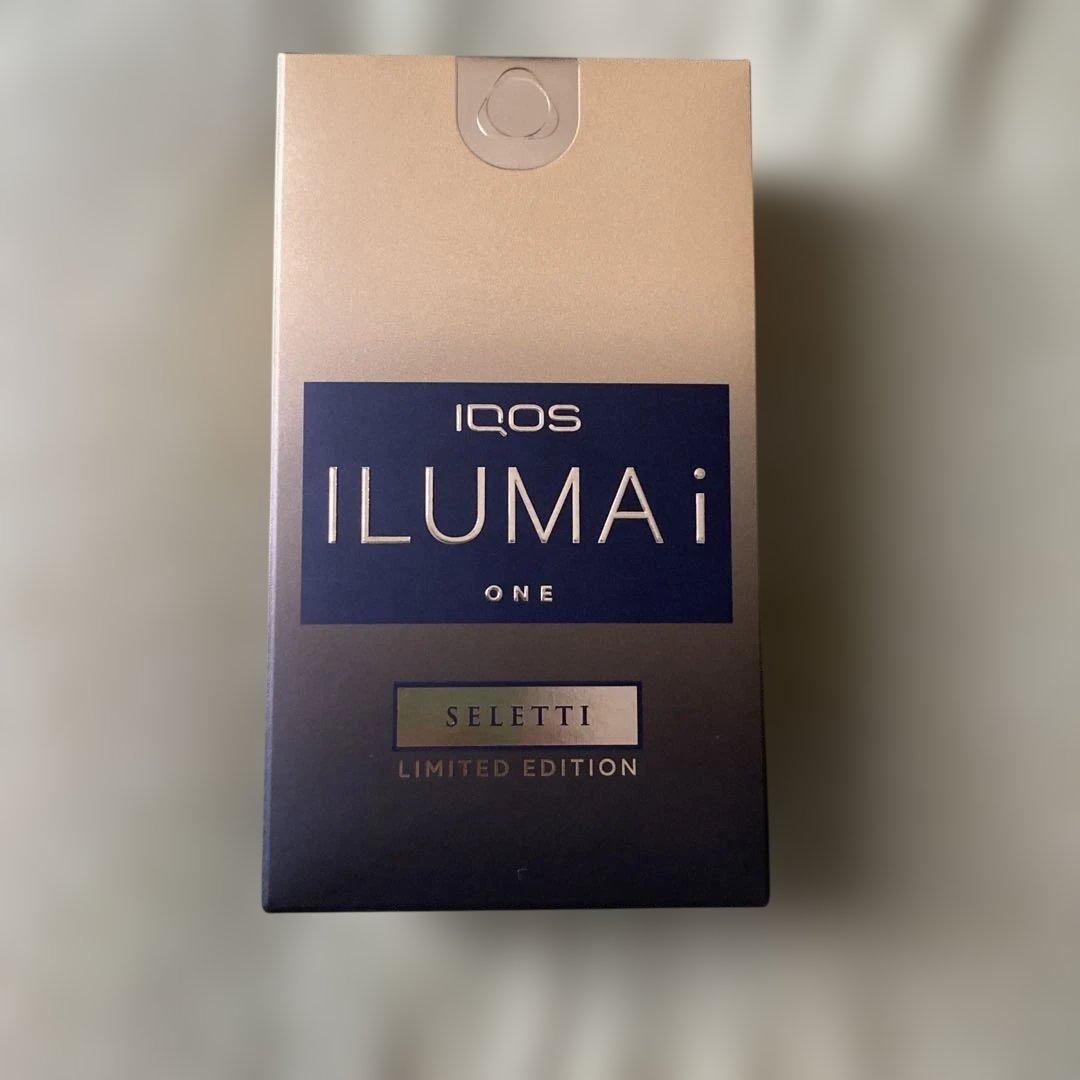 IQOS
ILUMA i
ONE
SELETTI
LIMITED EDITION